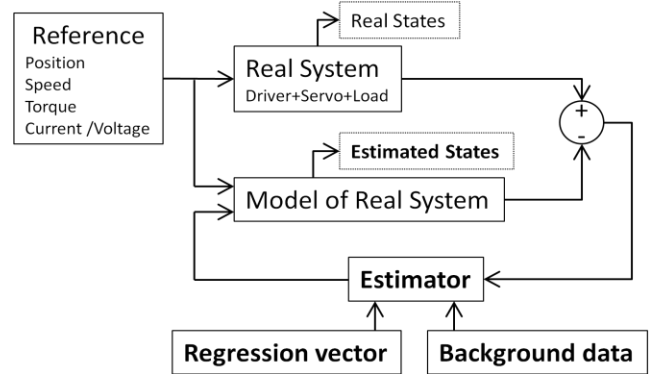 Reference
Position
Speed
Torque
Current /Voltage
Real States
Real System
Driver+Servo+Load
+
-
Estimated States
Model of Real System
Estimator
Regression vector
Background data